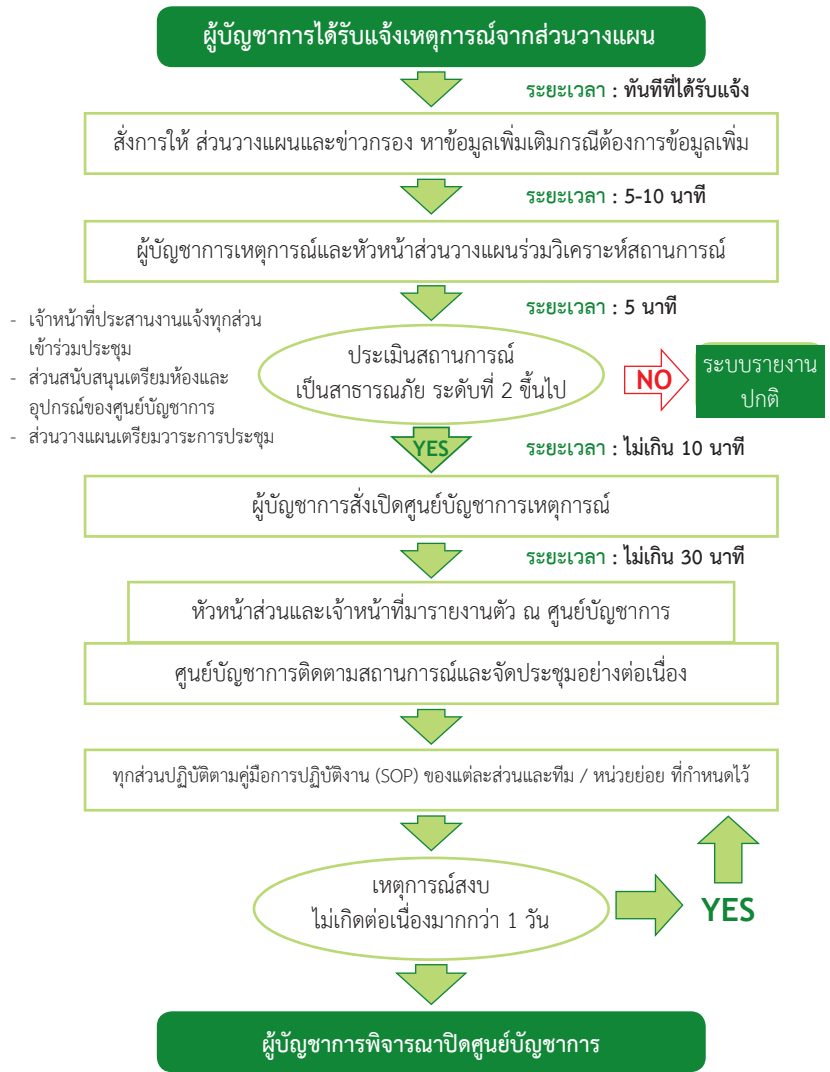 ผู้บัญชาการได้รับแจ้งเหตุการณ์จากส่วนวางแผน
ระยะเวลา : ทันทีที่ได้รับแจ้ง
สั่งการให้ ส่วนวางแผนและข่าวกรอง หาข้อมูลเพิ่มเติมกรณีต้องการข้อมูลเพิ่ม
ระยะเวลา : 5-10 นาที
ผู้บัญชาการเหตุการณ์และหัวหน้าส่วนวางแผนร่วมวิเคราะห์สถานการณ์
ระยะเวลา : 5 นาที
- เจ้าหน้าที่ประสานงานแจ้งทุกส่วน
เข้าร่วมประชุม
- ส่วนสนับสนุนเตรียมห้องและ
อุปกรณ์ของศูนย์บัญชาการ
- ส่วนวางแผนเตรียมวาระการประชุม
ประเมินสถานการณ์
เป็นสาธารณภัย ระดับที่ 2 ขึ้นไป
NO
ระบบรายงาน
ปกติ
YES
ระยะเวลา : ไม่เกิน 10 นาที
ผู้บัญชาการสั่งเปิดศูนย์บัญชาการเหตุการณ์
ระยะเวลา : ไม่เกิน 30 นาที
หัวหน้าส่วนและเจ้าหน้าที่มารายงานตัว ณ ศูนย์บัญชาการ
ศูนย์บัญชาการติดตามสถานการณ์และจัดประชุมอย่างต่อเนื่อง
ทุกส่วนปฏิบัติตามคู่มือการปฏิบัติงาน (SOP) ของแต่ละส่วนและทีม / หน่วยย่อย ที่กำหนดไว้
เหตุการณ์สงบ
ไม่เกิดต่อเนื่องมากกว่า 1 วัน
YES
ผู้บัญชาการพิจารณาปิดศูนย์บัญชาการ